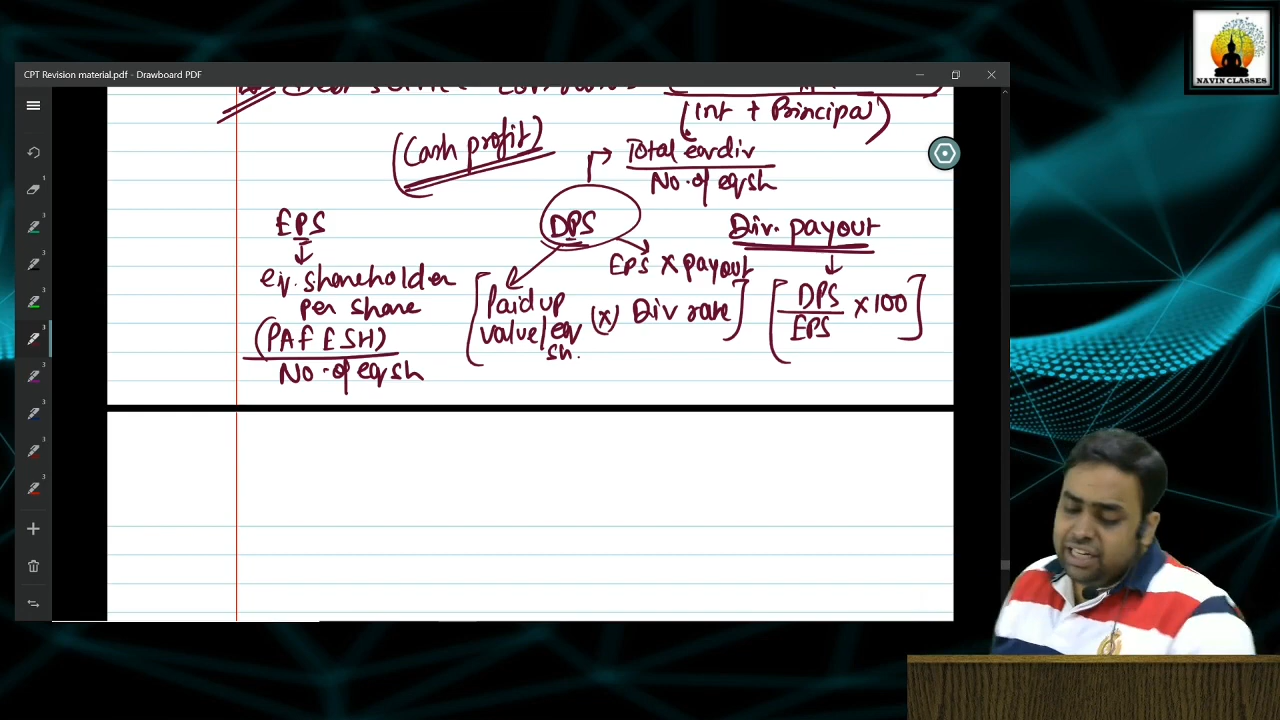 NAVIN CLASSES
CPT Revision material.pdf - Drawboard PDF
(Int + Principal)
(Cash profit)
Total eq div
No. of eq sh
EPS
DPS
Div. payout
EPS X payout
eq. shareholder
per share
(PAFESH)
No. of eq sh
[Paid up
value/eq
sh.
(x) Div rate]
[DPS
EPS
X 100]